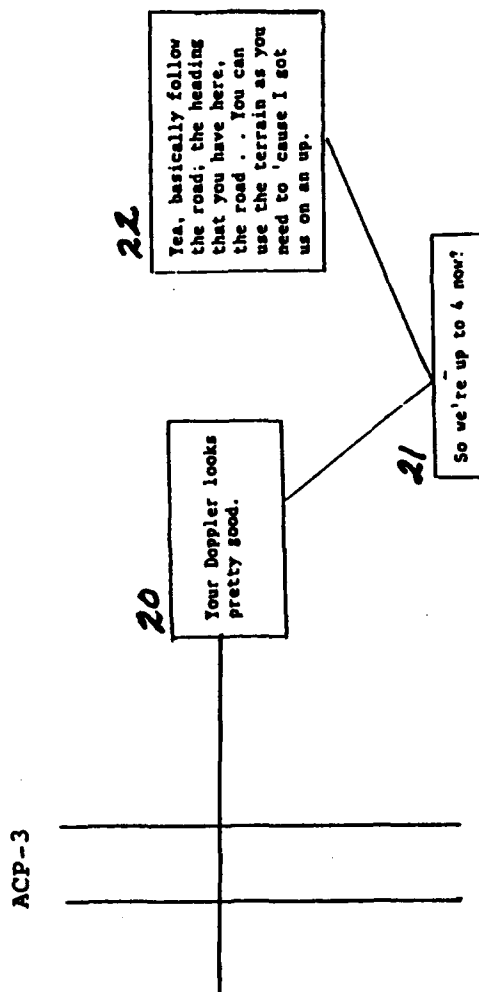 ACP-3
20
Your Doppler looks
pretty good.
21
So we're up to 4 now?
22
Yea, basically follow
the road; the heading
that you have here,
the road . . You can
use the terrain as you
need to 'cause I got
us on an up.